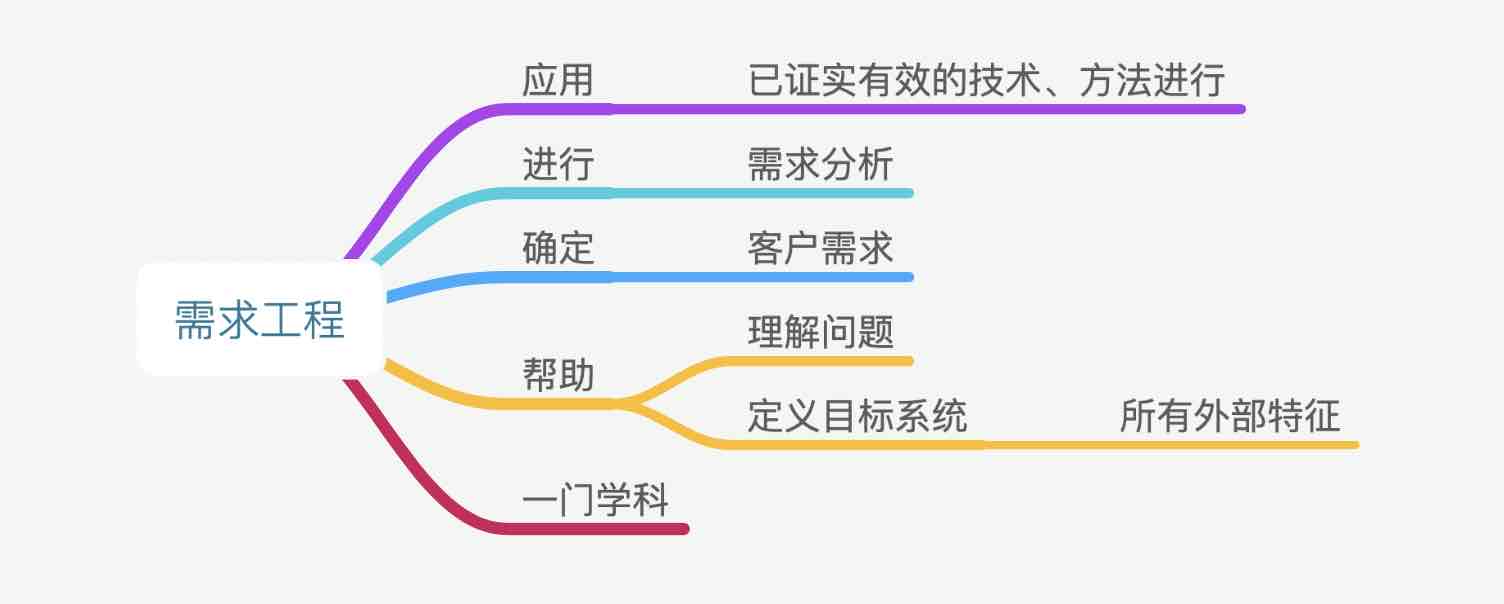 应用
已证实有效的技术、方法进行
进行
需求分析
确定
客户需求
需求工程
帮助
理解问题
定义目标系统
所有外部特征
一门学科